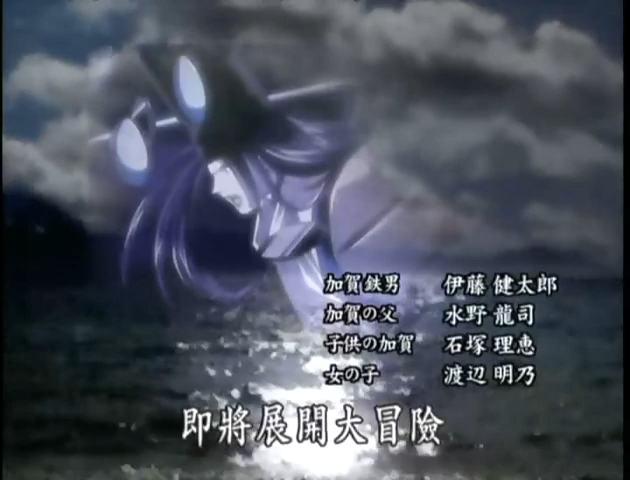 加賀鉄男 伊藤 健太郎
加賀の父 水野 龍司
子供の加賀 石塚 理恵
女の子 渡辺 明乃
即將展開大冒險